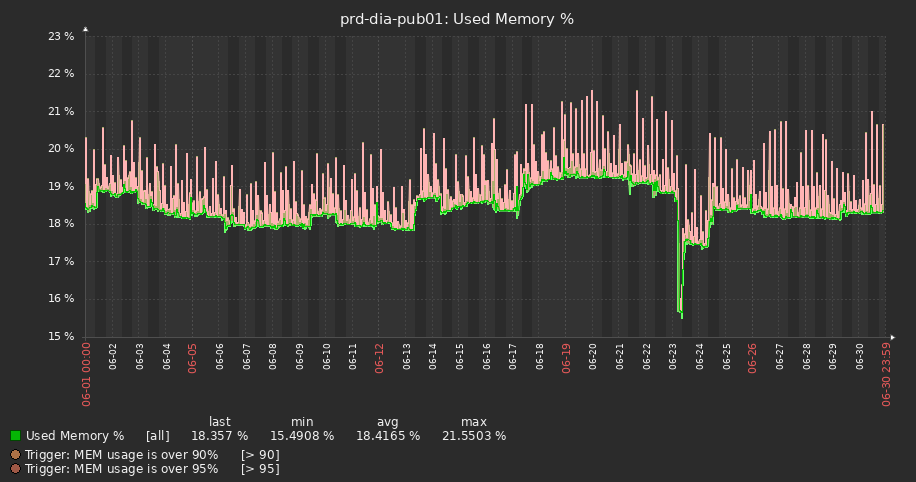 prd-dia-pub01: Used Memory %
23 %
22 %
21 %
20 %
19 %
18 %
17 %
16 %
15 %
06-01 00:00 06-02 06-03 06-04 06-05 06-06 06-07 06-08 06-09 06-10 06-11 06-12 06-13 06-14 06-15 06-16 06-17 06-18 06-19 06-20 06-21 06-22 06-23 06-24 06-25 06-26 06-27 06-28 06-29 06-30 06-30 23:59
last min avg max
Used Memory % [all] 18.357 % 15.4908 % 18.4165 % 21.5503 %
Trigger: MEM usage is over 90% [> 90]
Trigger: MEM usage is over 95% [> 95]